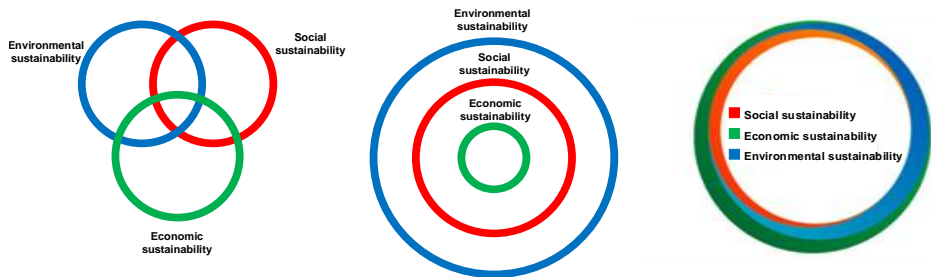 Environmental
sustainability
Social
sustainability
Economic
sustainability
Environmental
sustainability
Social
sustainability
Economic
sustainability
Social sustainability
Economic sustainability
Environmental sustainability